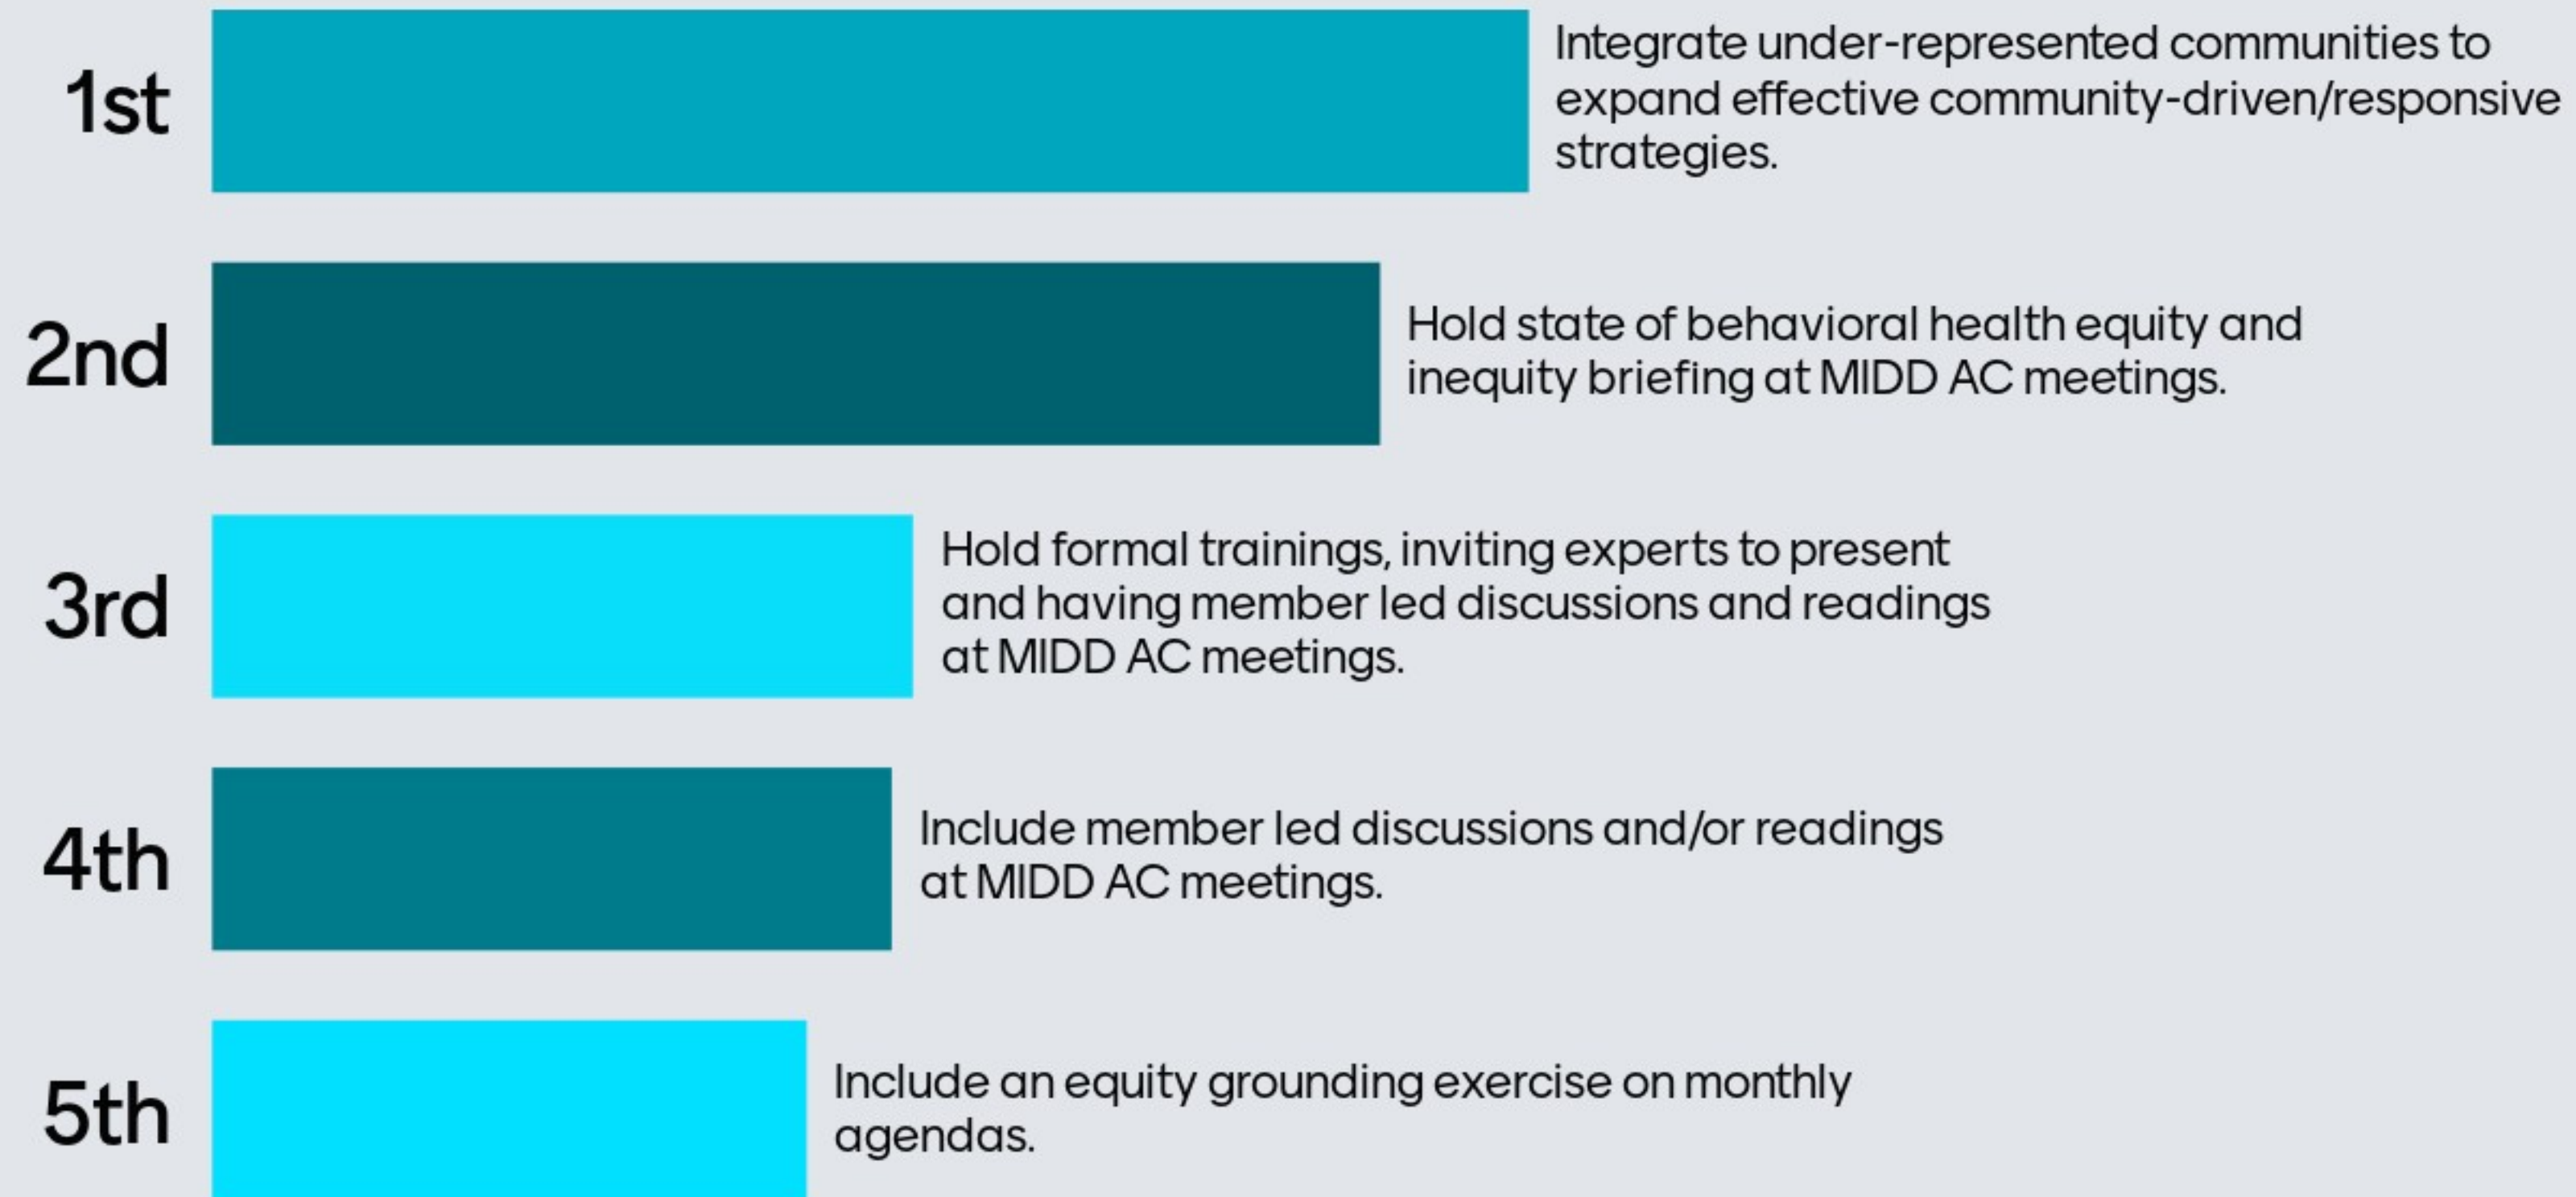 1st
Integrate under-represented communities to
expand effective community-driven/responsive
strategies.
2nd
Hold state of behavioral health equity and
inequity briefing at MIDD AC meetings.
3rd
Hold formal trainings, inviting experts to present
and having member led discussions and readings
at MIDD AC meetings.
4th
Include member led discussions and/or readings
at MIDD AC meetings.
5th
Include an equity grounding exercise on monthly
agendas.